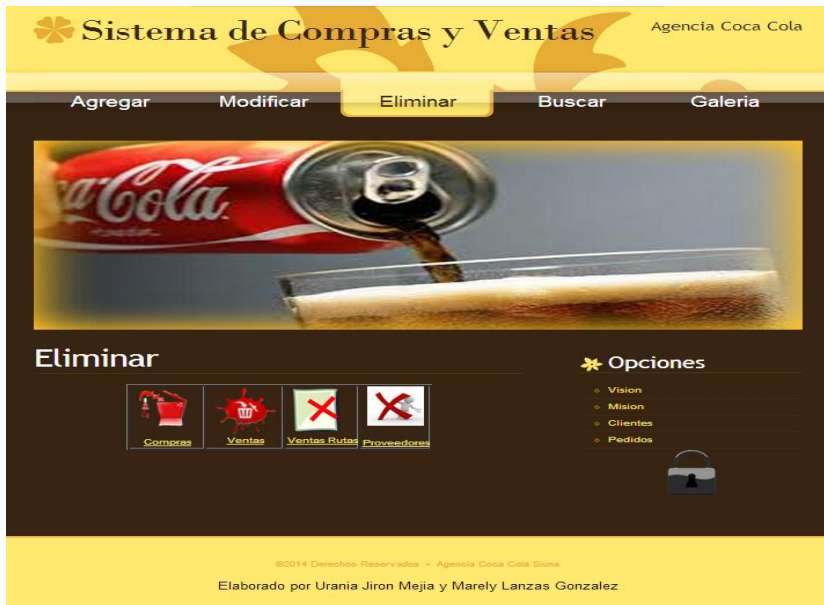 Sistema de Compras y Ventas
Agencia Coca Cola
Agregar
Modificar
Eliminar
Buscar
Galeria
a-Cola
Eliminar
Compras
Ventas
Ventas Rutas
Proveedores
Opciones
Vision
Mision
Clientes
Pedidos
©2014 Derechos Reservados - Agencia Coca Cola Siuna
Elaborado por Urania Jiron Mejia y Marely Lanzas Gonzalez